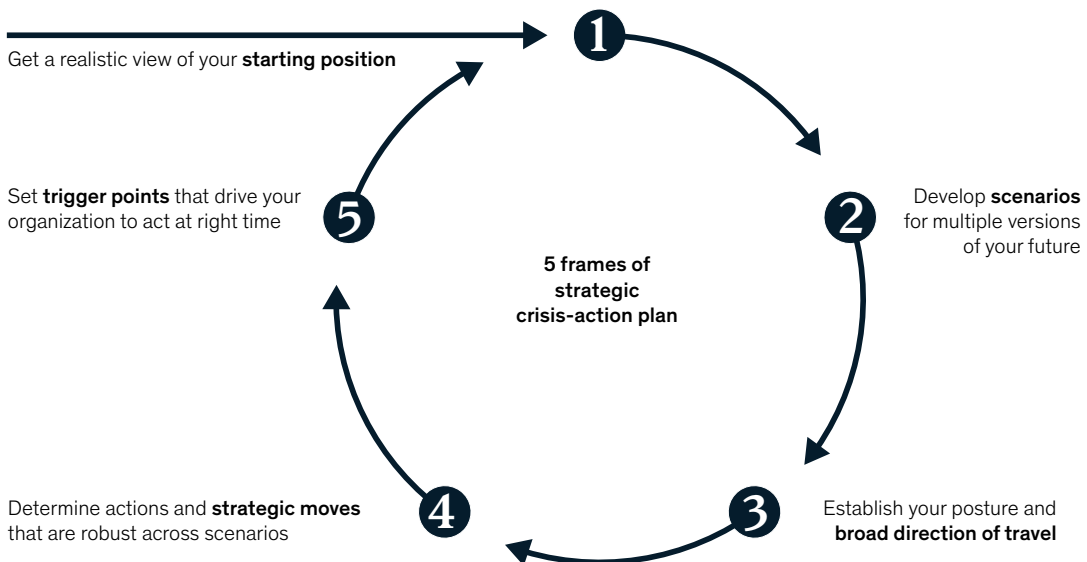 1
Get a realistic view of your starting position
2
Develop scenarios
for multiple versions
of your future
3
Establish your posture and
broad direction of travel
4
Determine actions and strategic moves
that are robust across scenarios
5
Set trigger points that drive your
organization to act at right time
5 frames of
strategic
crisis-action plan